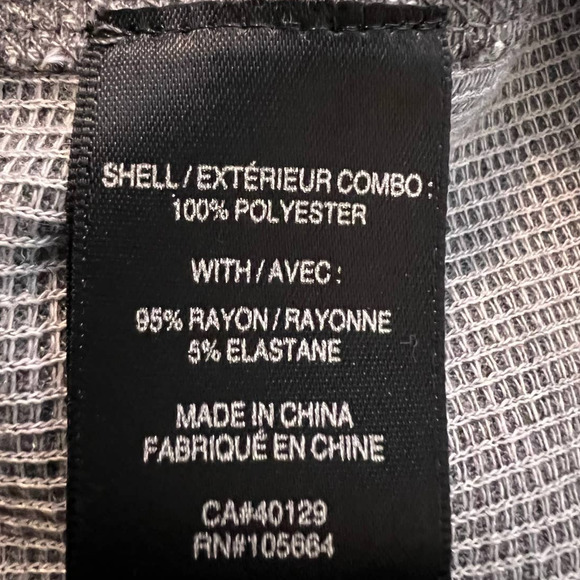 SHELL/EXTÉRIEUR COMBO:
100% POLYESTER
WITH/AVEC:
95% RAYON/RAYONNE
5% ELASTANE
MADE IN CHINA
FABRIQUÉ EN CHINE
CA#40129
RN#105664